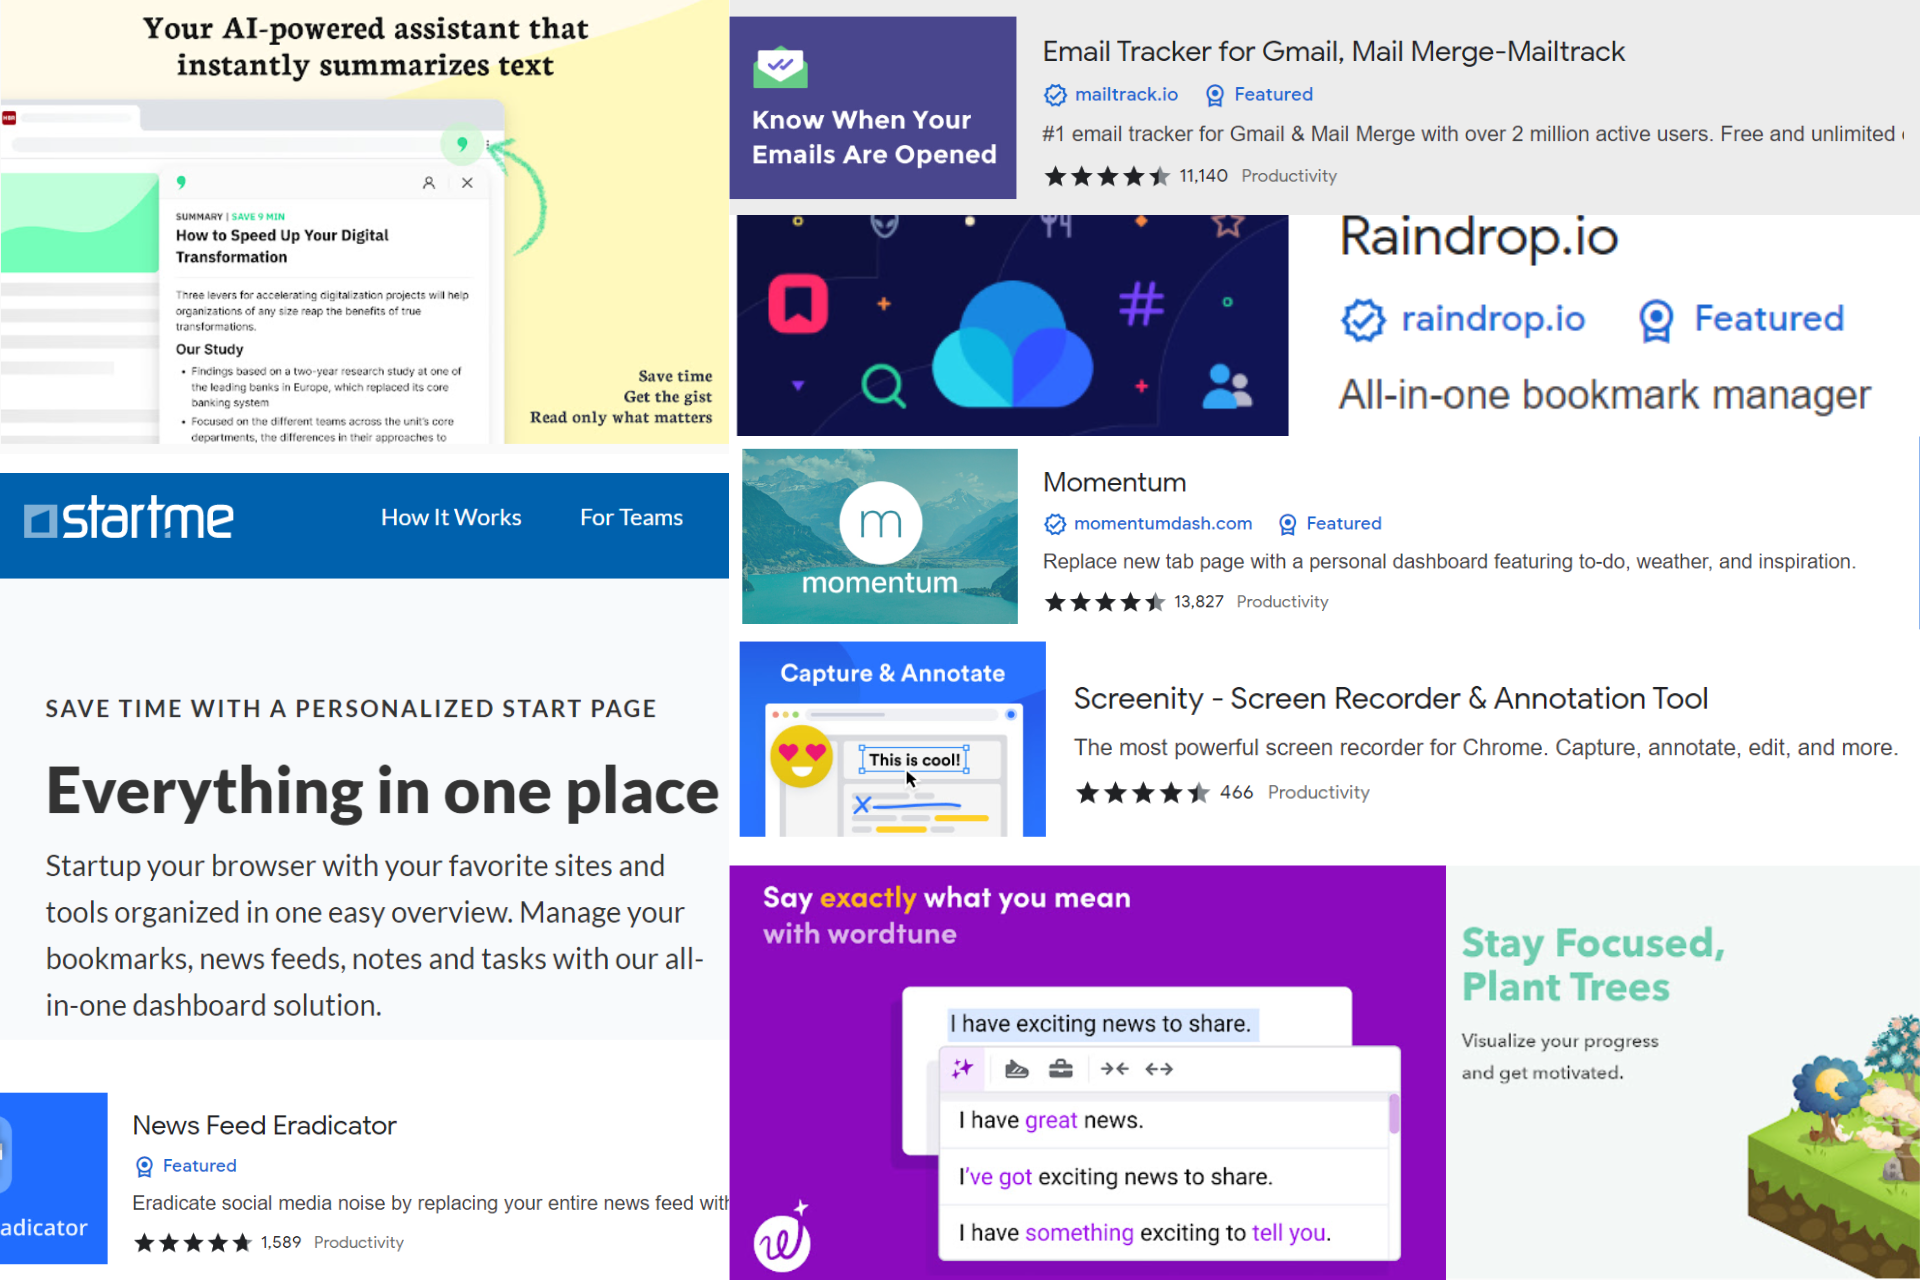 Your AI-powered assistant that
instantly summarizes text
HBR
SUMMARY | SAVE 9 MIN
How to Speed Up Your Digital
Transformation
Three levers for accelerating digitalization projects will help
organizations of any size reap the benefits of true
transformations.
Our Study
• Findings based on a two-year research study at one of
the leading banks in Europe, which replaced its core
banking system
• Focused on the different teams across the unit's core
departments, the differences in their approaches to
Save time
Get the gist
Read only what matters
startme
How It Works
For Teams
SAVE TIME WITH A PERSONALIZED START PAGE
Everything in one place
Startup your browser with your favorite sites and
tools organized in one easy overview. Manage your
bookmarks, news feeds, notes and tasks with our all-
in-one dashboard solution.
adicator
News Feed Eradicator
Featured
Eradicate social media noise by replacing your entire news feed with
1,589 Productivity
Know When Your
Emails Are Opened
Email Tracker for Gmail, Mail Merge-Mailtrack
mailtrack.io Featured
#1 email tracker for Gmail & Mail Merge with over 2 million active users. Free and unlimited
11,140 Productivity
#
Raindrop.io
raindrop.io Featured
All-in-one bookmark manager
m
momentum
Momentum
momentumdash.com Featured
Replace new tab page with a personal dashboard featuring to-do, weather, and inspiration.
13,827 Productivity
Capture & Annotate
This is cool!
Screenity - Screen Recorder & Annotation Tool
The most powerful screen recorder for Chrome. Capture, annotate, edit, and more.
466 Productivity
Say exactly what you mean
with wordtune
I have exciting news to share.
I have great news.
I've got exciting news to share.
I have something exciting to tell you.
w
Stay Focused,
Plant Trees
Visualize your progress
and get motivated.